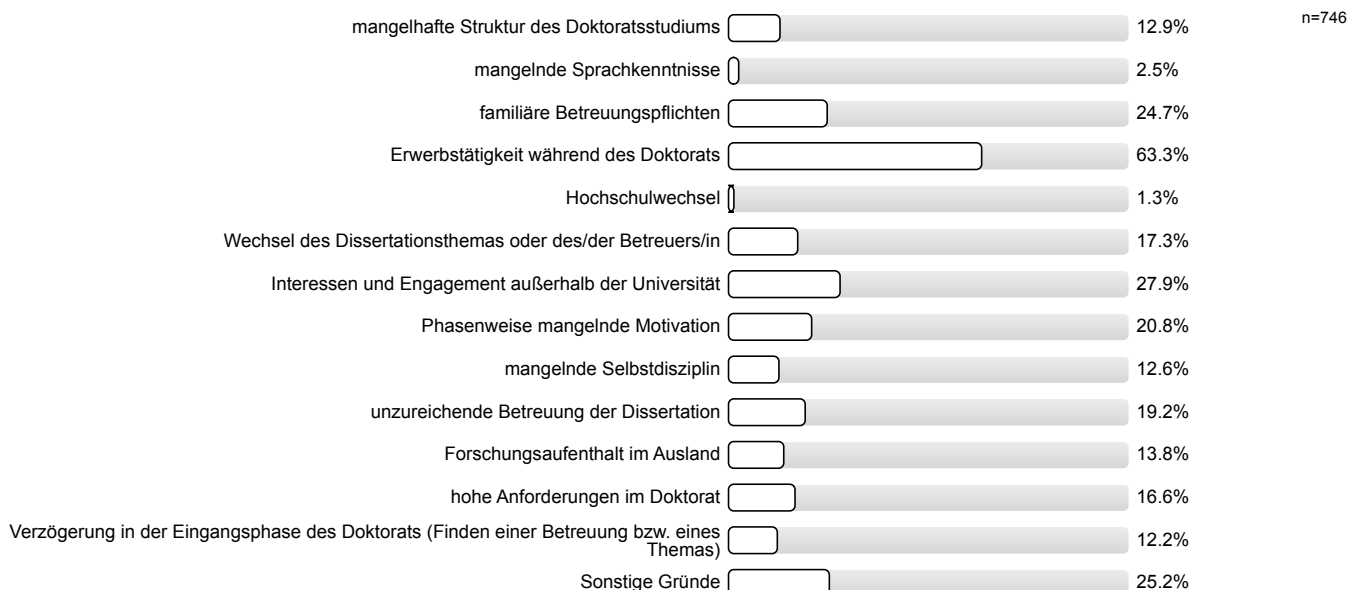 n=746
mangelhafte Struktur des Doktoratsstudiums 12.9%
mangelnde Sprachkenntnisse 2.5%
familiäre Betreuungspflichten 24.7%
Erwerbstätigkeit während des Doktorats 63.3%
Hochschulwechsel 1.3%
Wechsel des Dissertationsthemas oder des/der Betreuers/in 17.3%
Interessen und Engagement außerhalb der Universität 27.9%
Phasenweise mangelnde Motivation 20.8%
mangelnde Selbstdisziplin 12.6%
unzureichende Betreuung der Dissertation 19.2%
Forschungsaufenthalt im Ausland 13.8%
hohe Anforderungen im Doktorat 16.6%
Verzögerung in der Eingangsphase des Doktorats (Finden einer Betreuung bzw. eines
Themas) 12.2%
Sonstige Gründe 25.2%